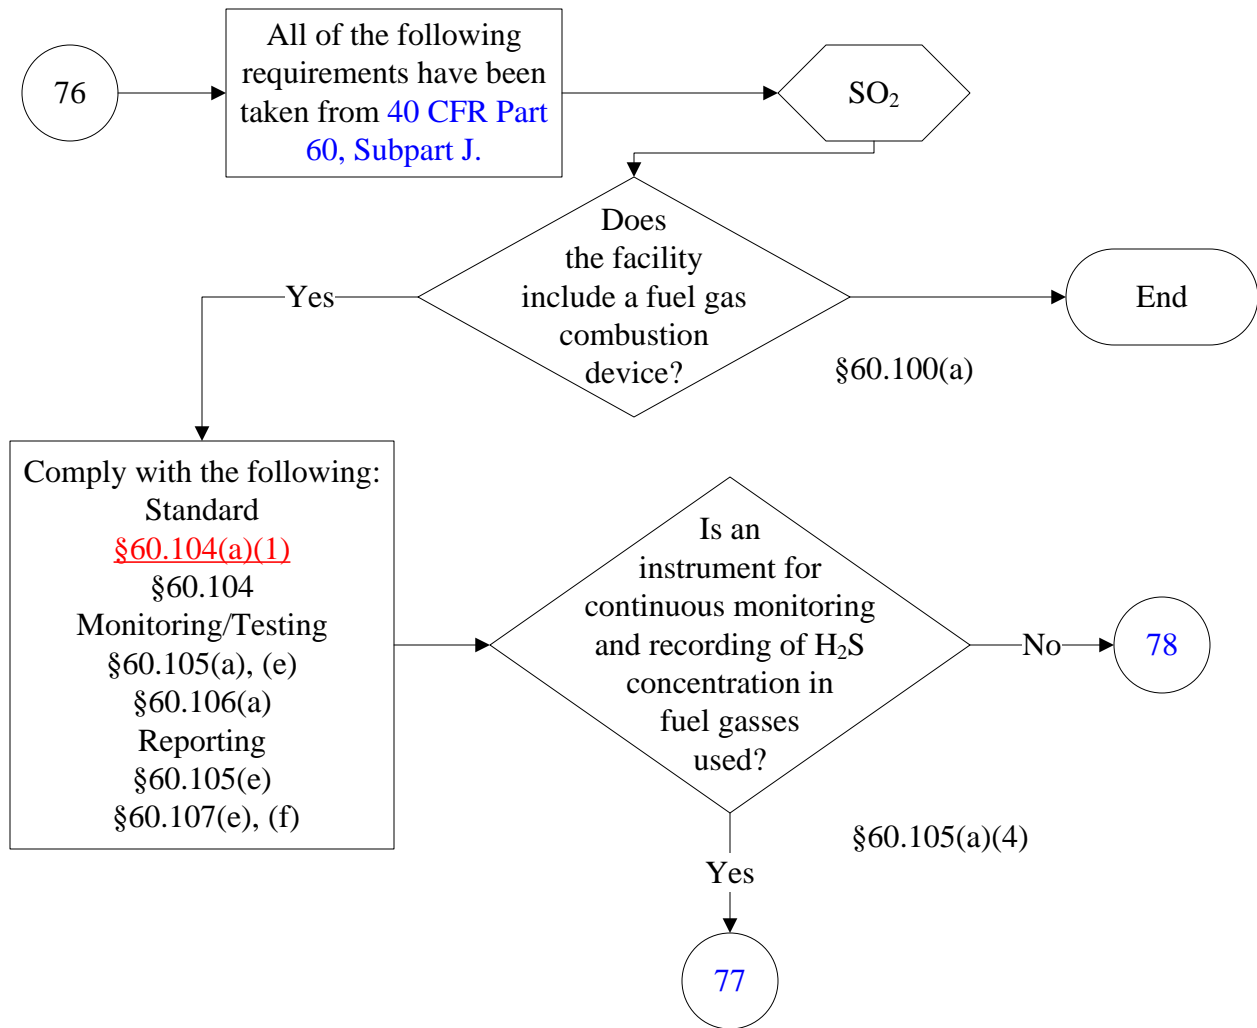 76
All of the following
requirements have been
taken from 40 CFR Part
60, Subpart J.
SO₂
Does
the facility
include a fuel gas
combustion
device?
Yes
End
§60.100(a)
Comply with the following:
Standard
§60.104(a)(1)
§60.104
Monitoring/Testing
§60.105(a), (e)
§60.106(a)
Reporting
§60.105(e)
§60.107(e), (f)
Is an
instrument for
continuous monitoring
and recording of H₂S
concentration in
fuel gasses
used?
No
78
§60.105(a)(4)
Yes
77